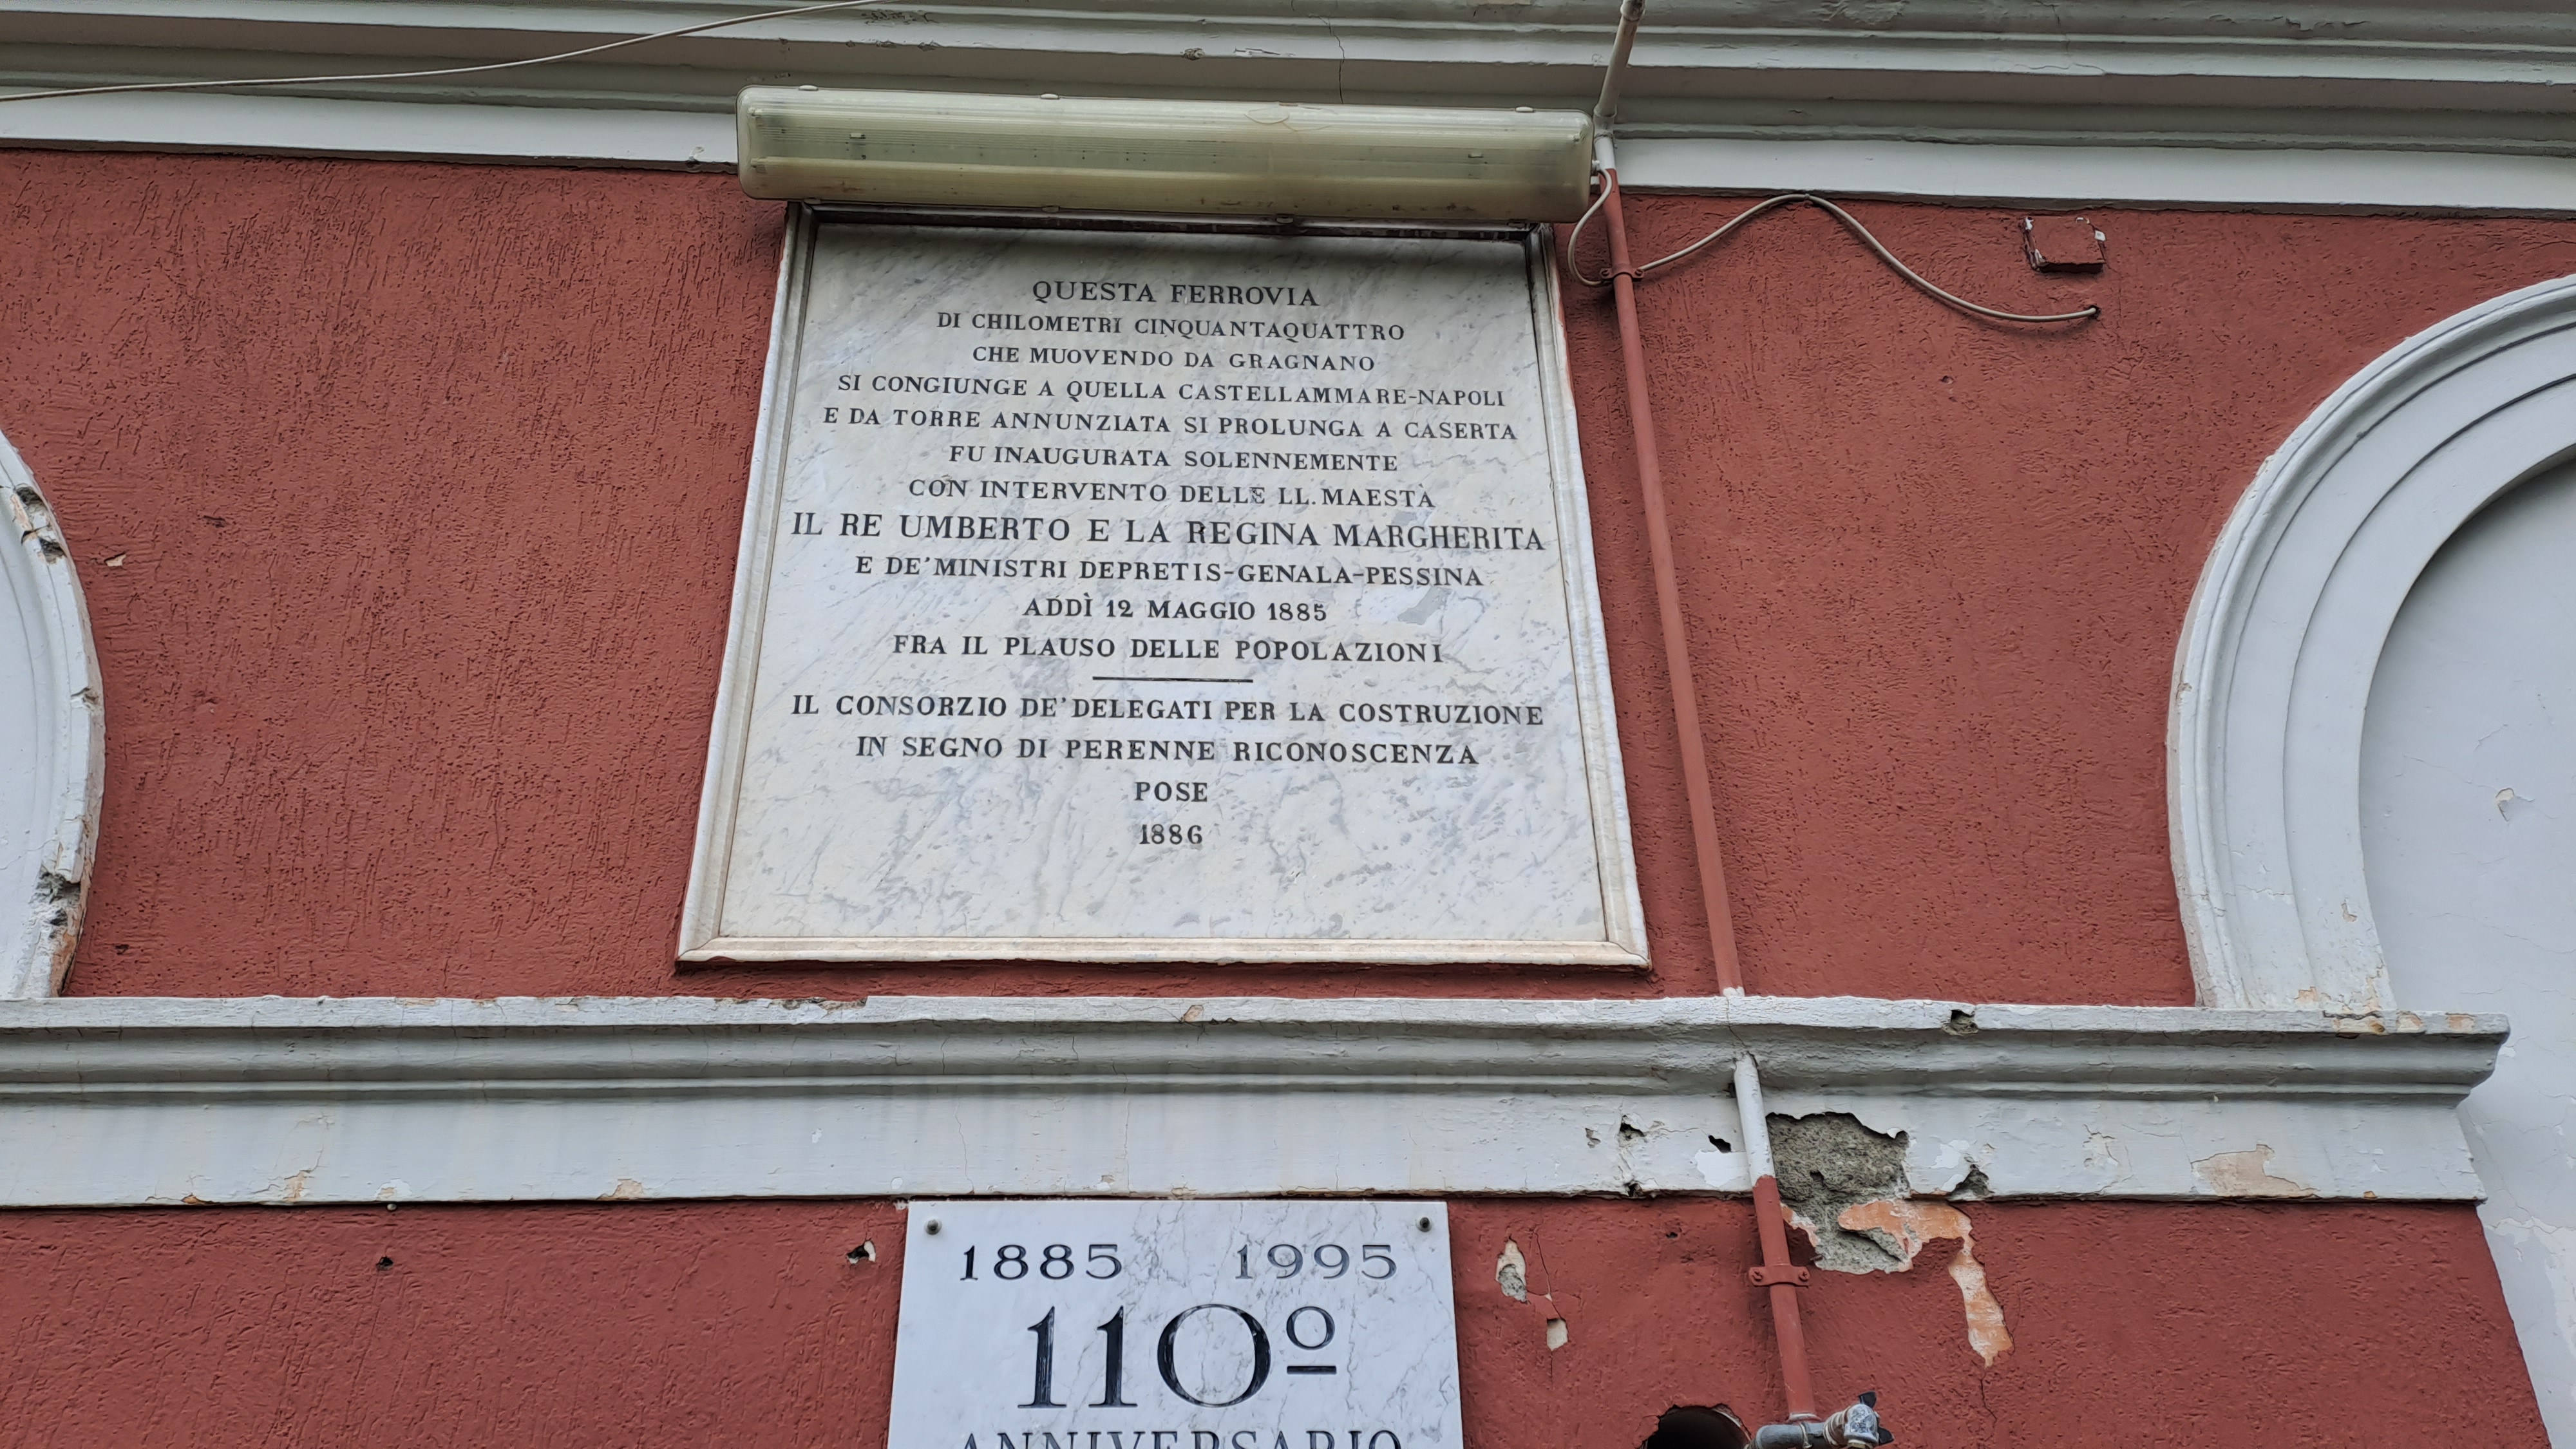 QUESTA FERROVIA
DI CHILOMETRI CINQUANTAQUATTRO
CHE MUOVENDO DA GRAGNANO
SI CONGIUNGE A QUELLA CASTELLAMMARE-NAPOLI
E DA TORRE ANNUNZIATA SI PROLUNGA A CASERTA
FU INAUGURATA SOLENNEMENTE
CON INTERVENTO DELLE LL. MAESTÀ
IL RE UMBERTO E LA REGINA MARGHERITA
E DE' MINISTRI DEPRETIS-GENALA-PESSINA
ADDÌ 12 MAGGIO 1885
FRA IL PLAUSO DELLE POPOLAZIONI
IL CONSORZIO DE' DELEGATI PER LA COSTRUZIONE
IN SEGNO DI PERENNE RICONOSCENZA
POSE
1886
1885 1995
110º
ANNIVERSARIO